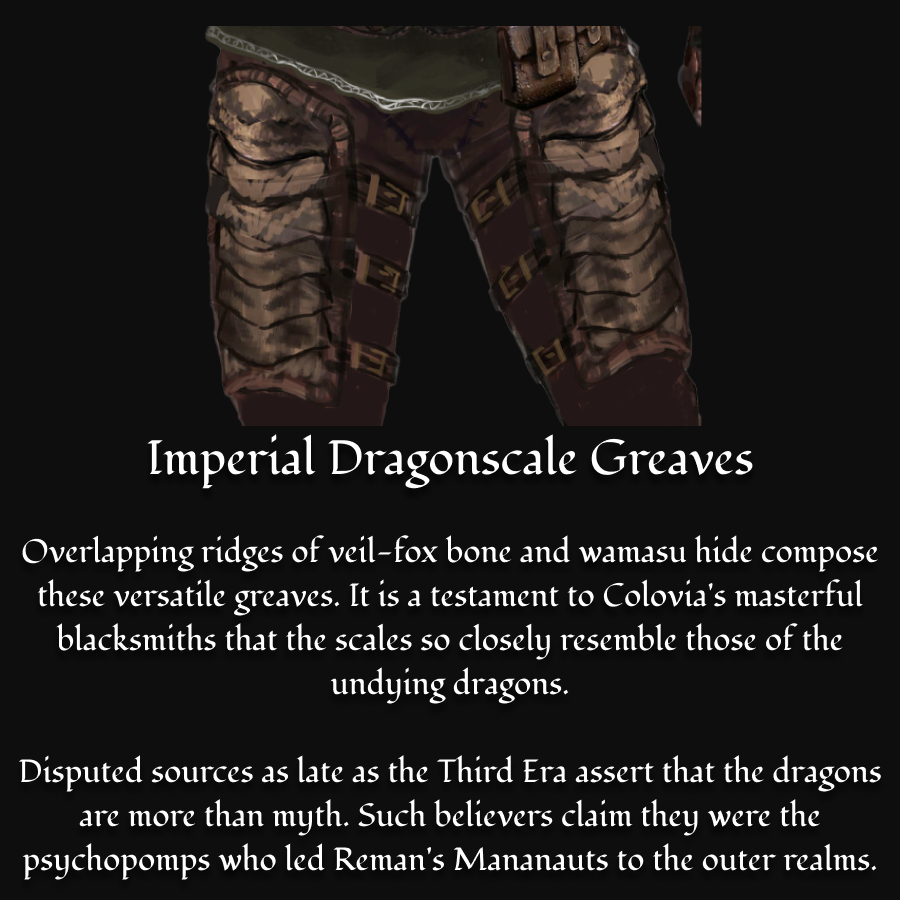 Imperial Dragonscale Greaves
Overlapping ridges of veil-fox bone and wamasu hide compose
these versatile greaves. It is a testament to Colovia's masterful
blacksmiths that the scales so closely resemble those of the
undying dragons.
Disputed sources as late as the Third Era assert that the dragons
are more than myth. Such believers claim they were the
psychopomps who led Reman's Mananauts to the outer realms.